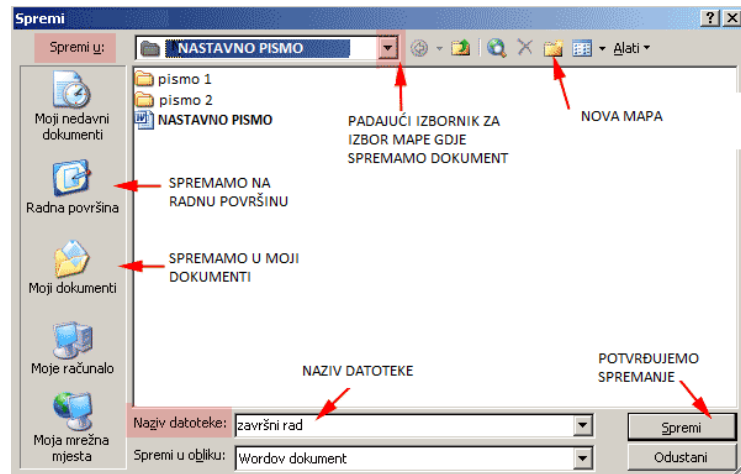 Spremi
Spremi u:
NASTAVNO PISMO
Alati
pismo 1
pismo 2
NASTAVNO PISMO
PADAJUĆI IZBORNIK ZA
IZBOR MAPE GDJE
SPREMAMO DOKUMENT
NOVA MAPA
Moji nedavni
dokumenti
SPREMAMO NA
RADNU POVRŠINU
Radna površina
SPREMAMO U MOJI
DOKUMENTI
Moji dokumenti
Moje računalo
NAZIV DATOTEKE
POTVRĐUJEMO
SPREMANJE
Moja mrežna
mjesta
Naziv datoteke:
završni rad
Spremi
Spremi u obliku:
Wordov dokument
Odustani